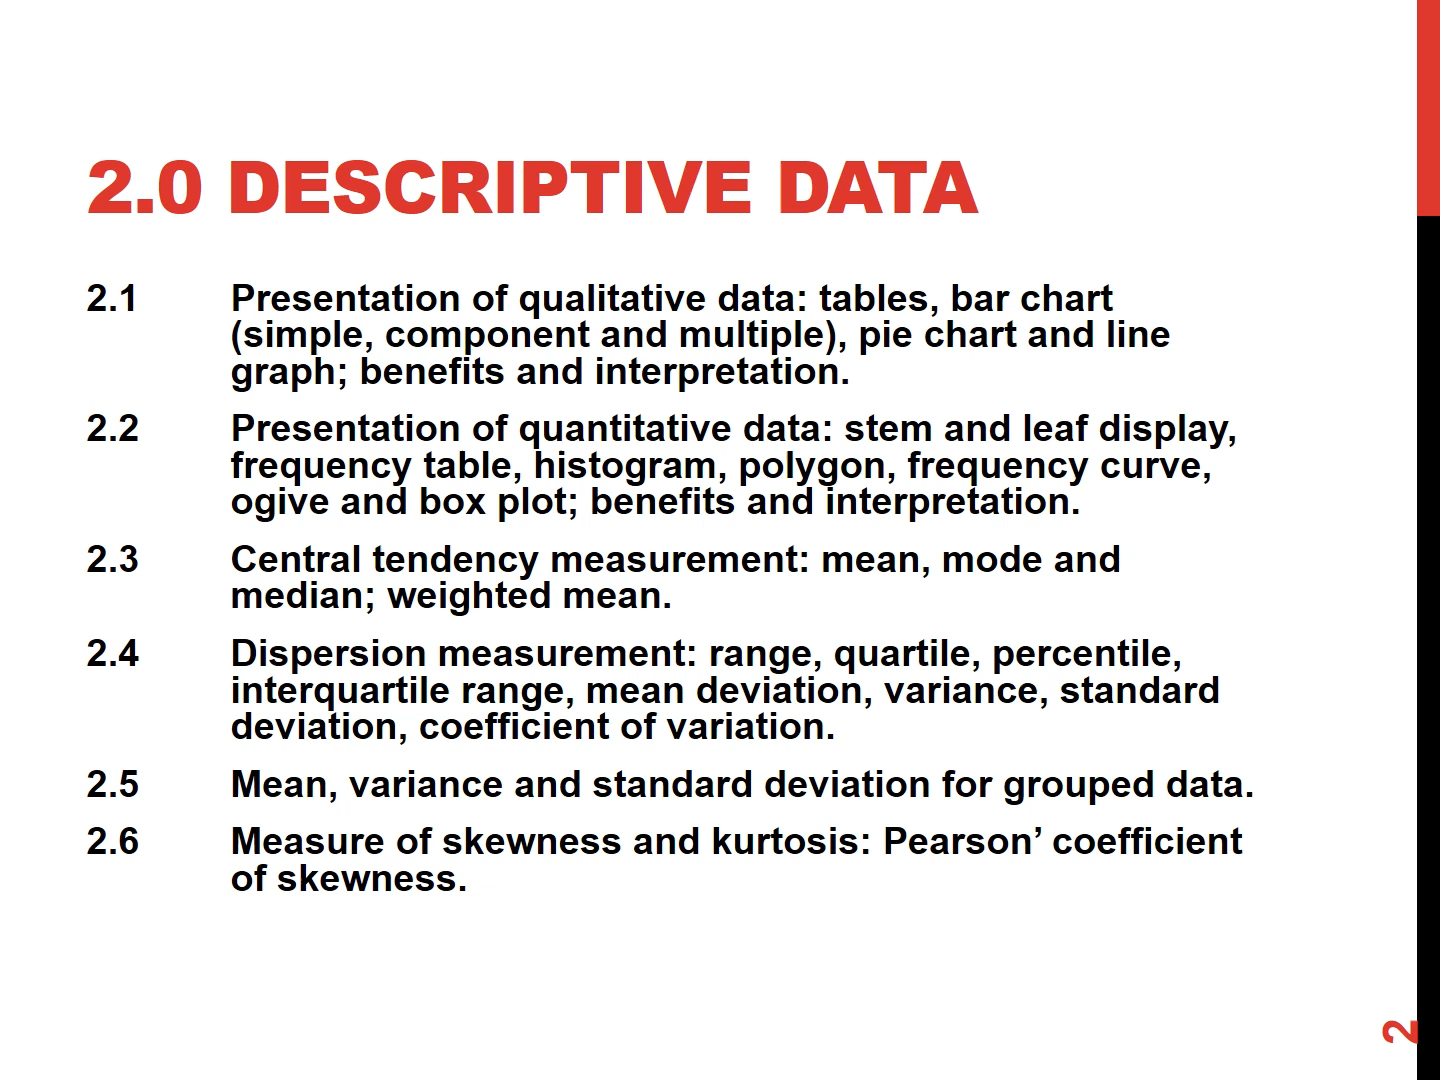 2.0 DESCRIPTIVE DATA
2.1 Presentation of qualitative data: tables, bar chart
(simple, component and multiple), pie chart and line
graph; benefits and interpretation.
2.2 Presentation of quantitative data: stem and leaf display,
frequency table, histogram, polygon, frequency curve,
ogive and box plot; benefits and interpretation.
2.3 Central tendency measurement: mean, mode and
median; weighted mean.
2.4 Dispersion measurement: range, quartile, percentile,
interquartile range, mean deviation, variance, standard
deviation, coefficient of variation.
2.5 Mean, variance and standard deviation for grouped data.
2.6 Measure of skewness and kurtosis: Pearson’ coefficient
of skewness.
2